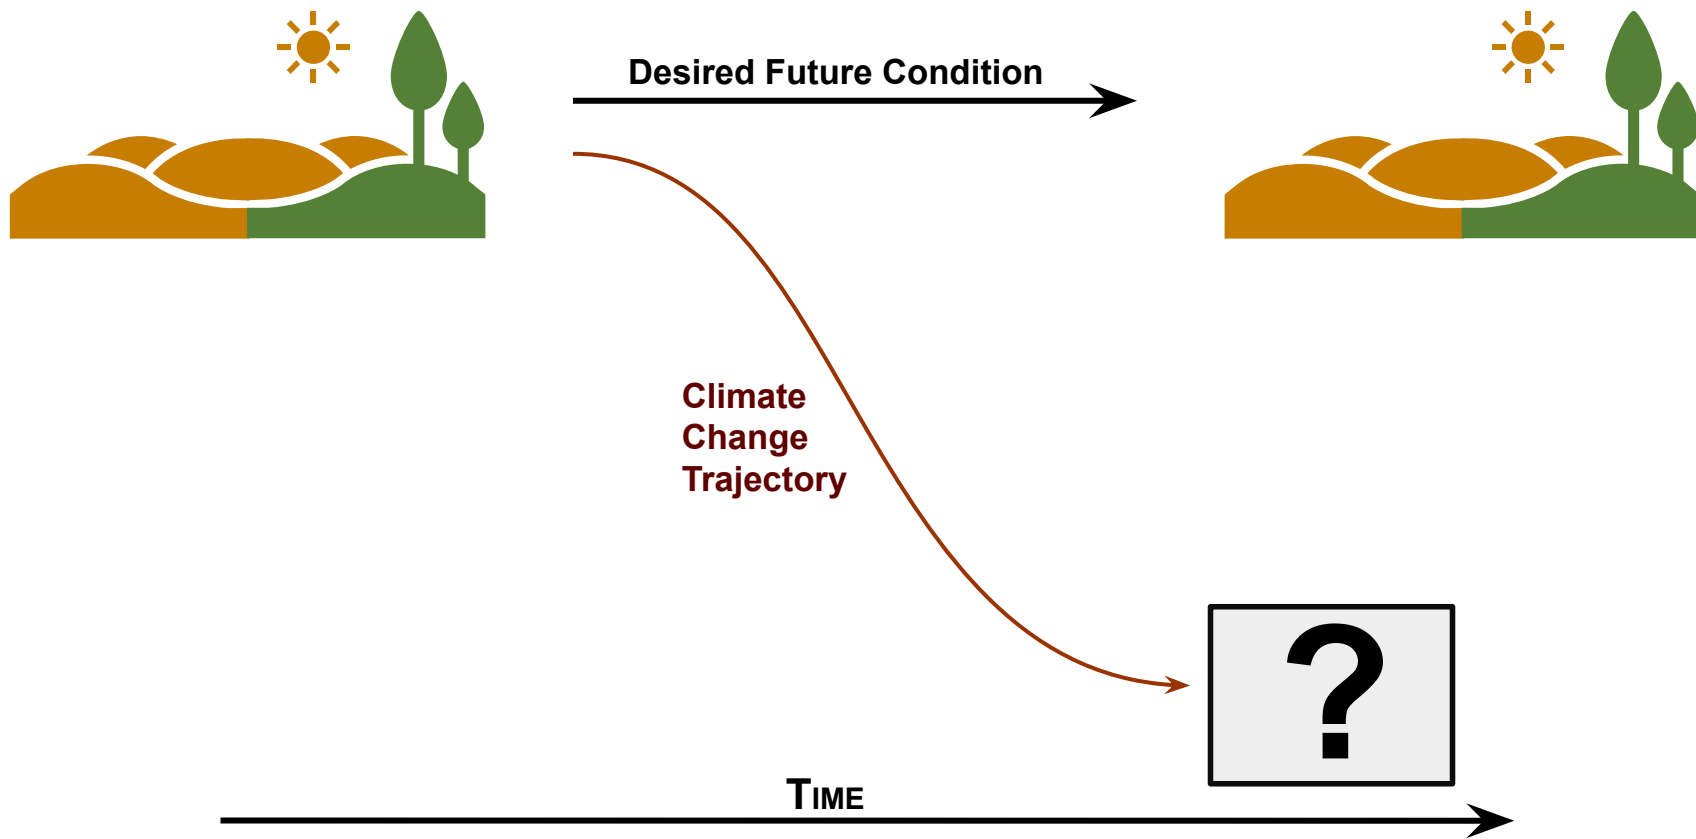 Desired Future Condition
Climate
Change
Trajectory
?
TIME